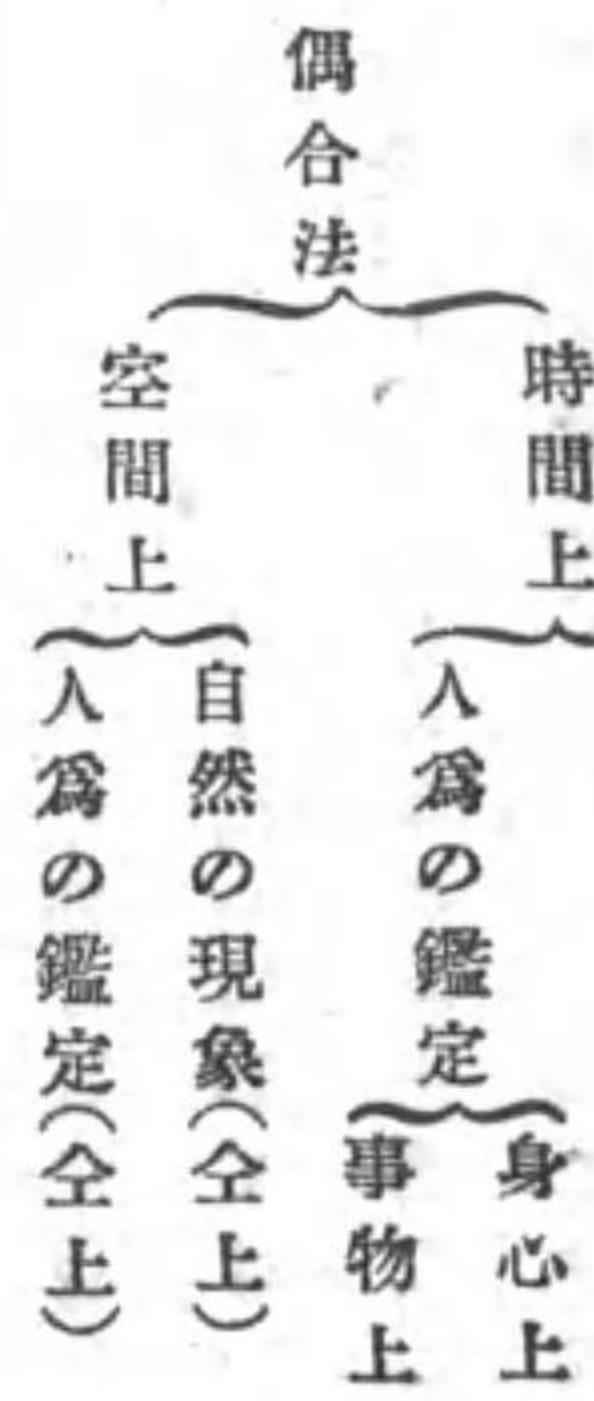 偶合法
時間上
人爲の鑑定
身心上
事物上
空間上
自然の現象(仝上)
人爲の鑑定(仝上)